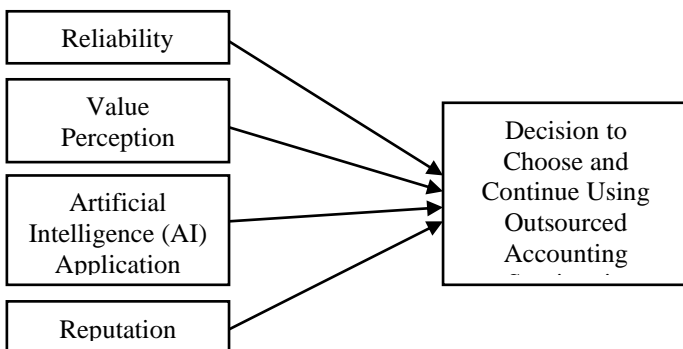 Reliability
Value
Perception
Artificial
Intelligence (AI)
Application
Reputation
Decision to
Choose and
Continue Using
Outsourced
Accounting